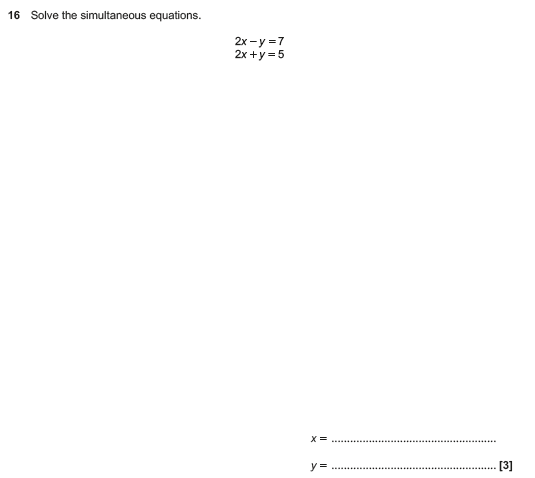 16 Solve the simultaneous equations.
2x − y = 7
2x + y = 5
x = ......................................................
y = ...................................................... [3]